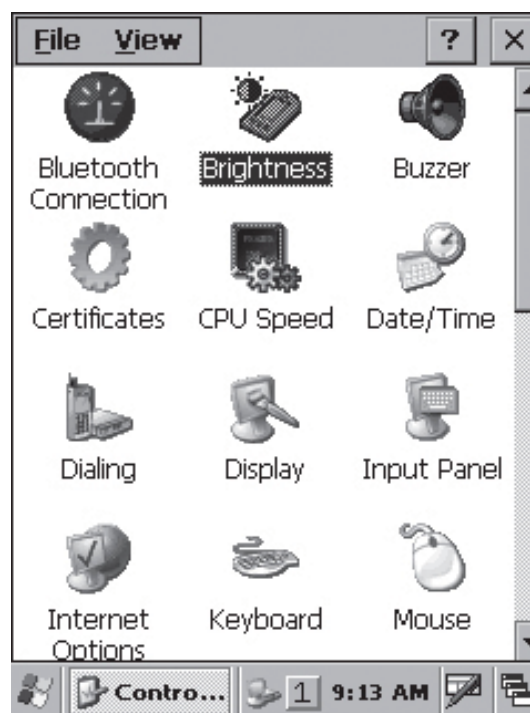 File View ? ×
Bluetooth Connection
Brightness
Buzzer
Certificates
CPU Speed
Date/Time
Dialing
Display
Input Panel
Internet Options
Keyboard
Mouse
Contro... 1 9:13 AM